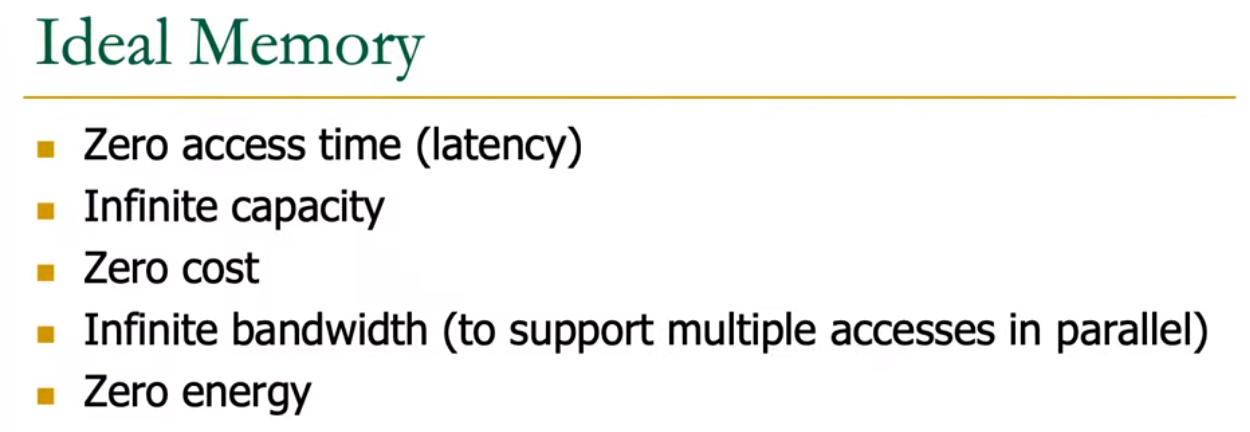 Ideal Memory
Zero access time (latency)
Infinite capacity
Zero cost
Infinite bandwidth (to support multiple accesses in parallel)
Zero energy